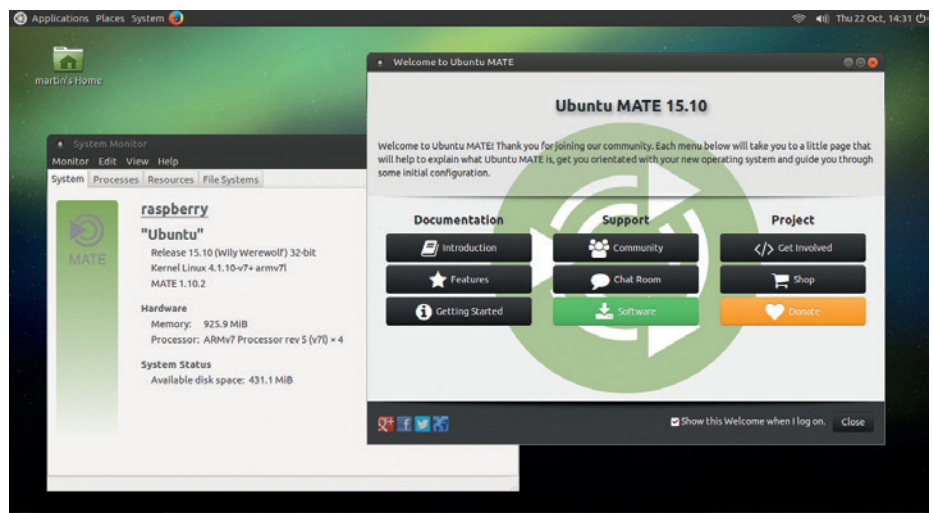 Applications Places System
Thu 22 Oct, 14:31
martin's Home
System Monitor
Monitor Edit View Help
System Processes Resources File Systems
MATE
raspberry
"Ubuntu"
Release 15.10 (Wily Werewolf) 32-bit
Kernel Linux 4.1.10-v7+ armv7l
MATE 1.10.2
Hardware
Memory: 925.9 MiB
Processor: ARMv7 Processor rev 5 (v7l) × 4
System Status
Available disk space: 431.1 MiB
Welcome to Ubuntu MATE
Ubuntu MATE 15.10
Welcome to Ubuntu MATE! Thank you for joining our community. Each menu below will take you to a little page that
will help to explain what Ubuntu MATE is, get you orientated with your new operating system and guide you through
some initial configuration.
Documentation
Introduction
Features
Getting Started
Support
Community
Chat Room
Software
Project
Get Involved
Shop
Donate
Show this Welcome when I log on.
Close